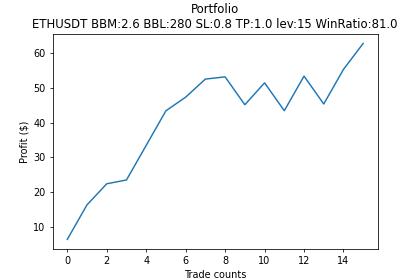 Portfolio
ETHUSDT BBM:2.6 BBL:280 SL:0.8 TP:1.0 lev:15 WinRatio:81.0
60
50
40
30
20
10
Profit ($)
0 2 4 6 8 10 12 14
Trade counts